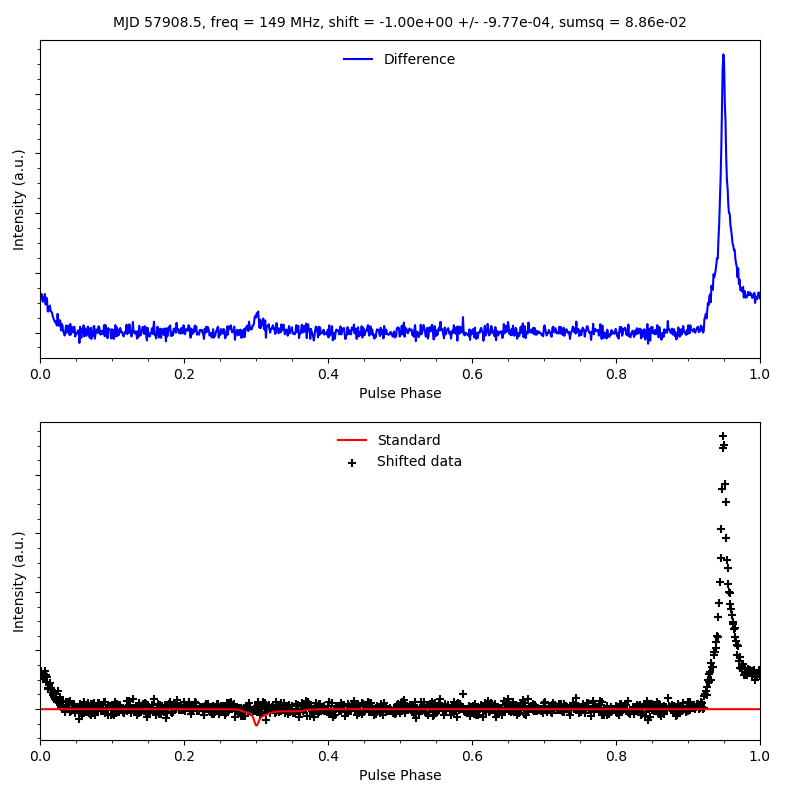 MJD 57908.5, freq = 149 MHz, shift = -1.00e+00 +/- -9.77e-04, sumsq = 8.86e-02
Difference
Intensity (a.u.)
0.0 0.2 0.4 0.6 0.8 1.0
Pulse Phase
Standard
Shifted data
Intensity (a.u.)
0.0 0.2 0.4 0.6 0.8 1.0
Pulse Phase